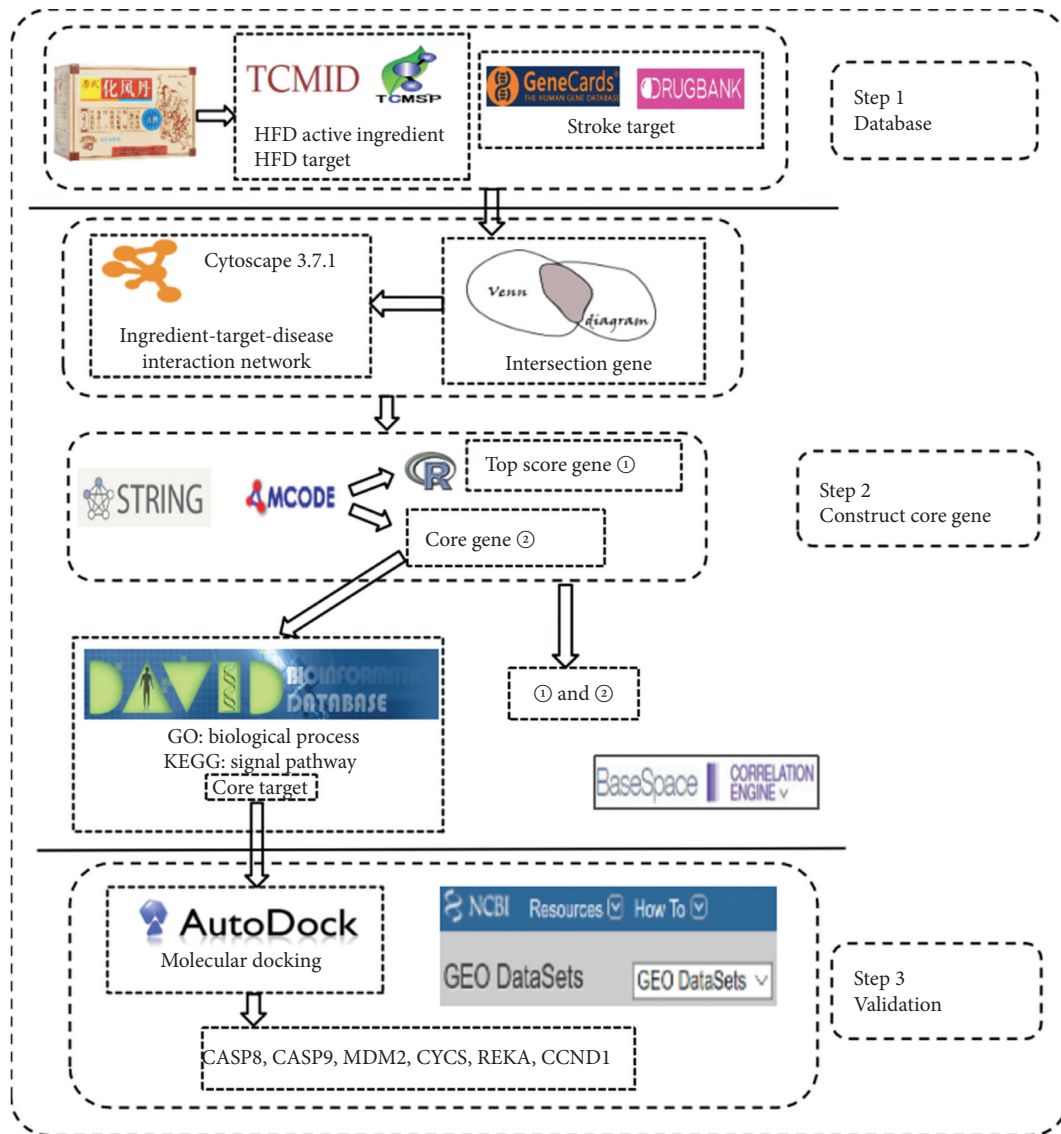 化风丹
TCMID
TCMSP
HFD active ingredient
HFD target
GeneCards®
THE HUMAN GENE DATABASE
DRUGBANK
Stroke target
Step 1
Database
Cytoscape 3.7.1
Ingredient-target-disease
interaction network
Venn
diagram
Intersection gene
STRING
MCODE
R
Top score gene ①
Core gene ②
Step 2
Construct core gene
DAVID
BIOINFORMATIC
DATABASE
GO: biological process
KEGG: signal pathway
Core target
① and ②
BaseSpace
CORRELATION
ENGINE
AutoDock
Molecular docking
NCBI Resources How To
GEO DataSets
GEO DataSets
CASP8, CASP9, MDM2, CYCS, REKA, CCND1
Step 3
Validation